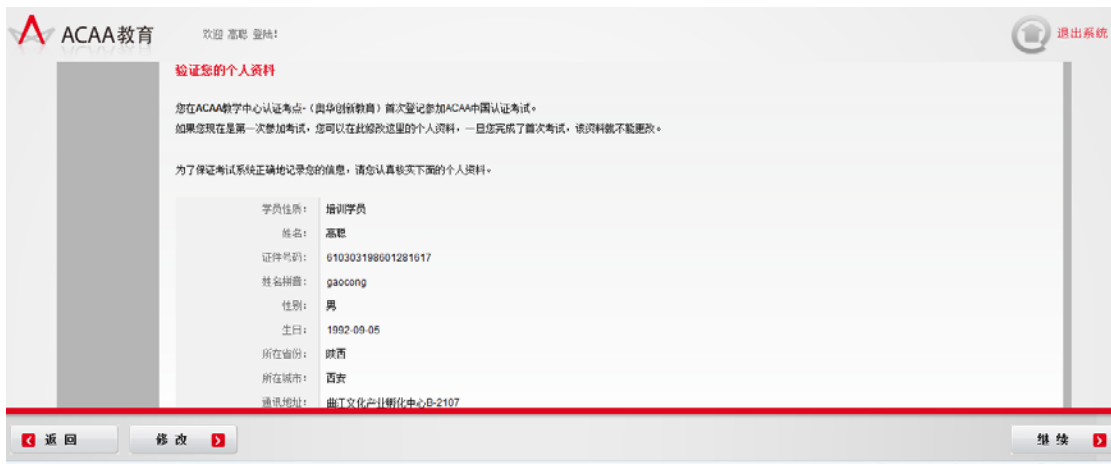 ACAA教育
欢迎 高聪 登陆!
退出系统
验证您的个人资料
您在ACAA教学中心认证考点-(奥华创新教育)首次登记参加ACAA中国认证考试。
如果您现在是第一次参加考试，您可以在此修改这里的个人资料，一旦您完成了首次考试，该资料就不能更改。
为了保证考试系统正确地记录您的信息，请您认真核实下面的个人资料。
学员性质: 培训学员
姓名: 高聪
证件号码: 610303198601281617
姓名拼音: gaocong
性别: 男
生日: 1992-09-05
所在省份: 陕西
所在城市: 西安
通讯地址: 曲江文化产业孵化中心B-2107
返回
修改
继续